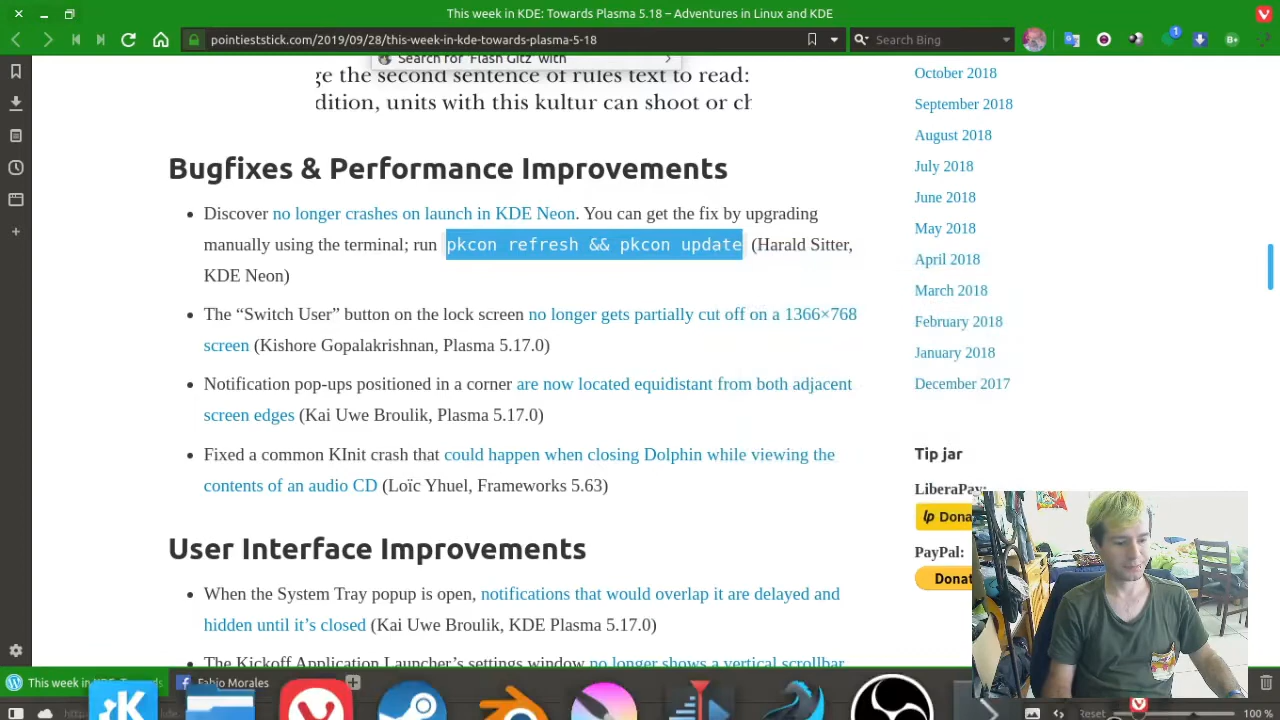 This week in KDE: Towards Plasma 5.18 – Adventures in Linux and KDE
pointieststick.com/2019/09/28/this-week-in-kde-towards-plasma-5-18
Search Bing
1
Search for 'Flash Gitz' with
ge the second sentence of rules text to read:
dition, units with this kultur can shoot or ch
Bugfixes & Performance Improvements
Discover no longer crashes on launch in KDE Neon. You can get the fix by upgrading
manually using the terminal; run pkcon refresh && pkcon update (Harald Sitter,
KDE Neon)
The “Switch User” button on the lock screen no longer gets partially cut off on a 1366×768
screen (Kishore Gopalakrishnan, Plasma 5.17.0)
Notification pop-ups positioned in a corner are now located equidistant from both adjacent
screen edges (Kai Uwe Broulik, Plasma 5.17.0)
Fixed a common KInit crash that could happen when closing Dolphin while viewing the
contents of an audio CD (Loïc Yhuel, Frameworks 5.63)
User Interface Improvements
When the System Tray popup is open, notifications that would overlap it are delayed and
hidden until it’s closed (Kai Uwe Broulik, KDE Plasma 5.17.0)
The Kickoff Application Launcher’s settings window no longer shows a vertical scrollbar
October 2018
September 2018
August 2018
July 2018
June 2018
May 2018
April 2018
March 2018
February 2018
January 2018
December 2017
Tip jar
LiberaPay:
lp Dona
PayPal:
Donat
This week in KDE: Towards
Fabio Morales
Reset
100 %